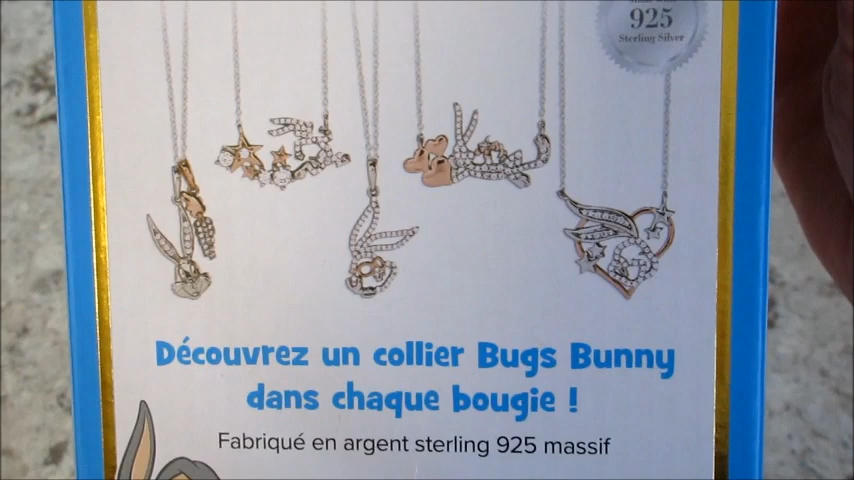 925
Sterling Silver
Découvrez un collier Bugs Bunny
dans chaque bougie !
Fabriqué en argent sterling 925 massif